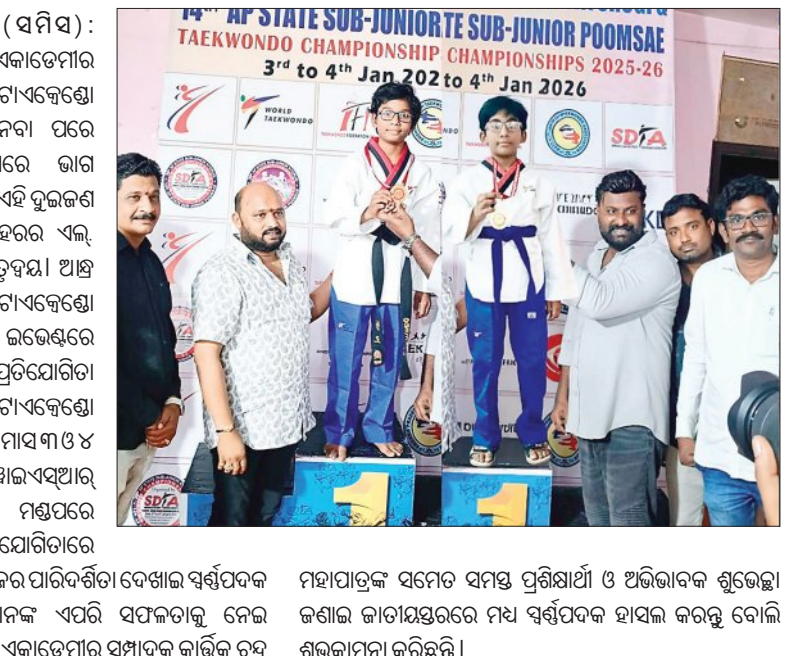 (ସମିସ):
ଏକାଡେମୀର
ଟାଏକ୍ୱେଣ୍ଡୋ
ନବା ପରେ
ରେ ଭାଗ
ଏହି ଦୁଇଜଣ
ହରର ଏଲ୍.
ତୃଦ୍ୱୟ। ଆନ୍ଧ୍ର
ଟାଏକ୍ୱେଣ୍ଡୋ
ଇଭେଣ୍ଟରେ
ପ୍ରତିଯୋଗିତା
ଟାଏକ୍ୱେଣ୍ଡୋ
ମାସ ୩ ଓ ୪
ୱାଇଏସ୍ଆର୍
ମଣ୍ଡପରେ
ଯୋଗିତାରେ
ଜର ପାରିଦର୍ଶିତା ଦେଖାଇ ସ୍ୱର୍ଣ୍ଣପଦକ
ନଙ୍କ ଏପରି ସଫଳତାକୁ ନେଇ
ଏକାଡେମୀର ସମ୍ପାଦକ କାର୍ତ୍ତିକ ଚନ୍ଦ୍ର
14th AP STATE SUB-JUNIOR TE SUB-JUNIOR POOMSAE
TAEKWONDO CHAMPIONSHIP CHAMPIONSHIPS 2025-26
3rd to 4th Jan 202 to 4th Jan 2026
WORLD
TAEKWONDO
SDTA
SDTA
SDTA
1
1
ମହାପାତ୍ରଙ୍କ ସମେତ ସମସ୍ତ ପ୍ରଶିକ୍ଷାର୍ଥୀ ଓ ଅଭିଭାବକ ଶୁଭେଚ୍ଛା
ଜଣାଇ ଜାତୀୟସ୍ତରରେ ମଧ୍ୟ ସ୍ୱର୍ଣ୍ଣପଦକ ହାସଲ କରନ୍ତୁ ବୋଲି
ଶୁଭକାମନା କରିଛନ୍ତି।